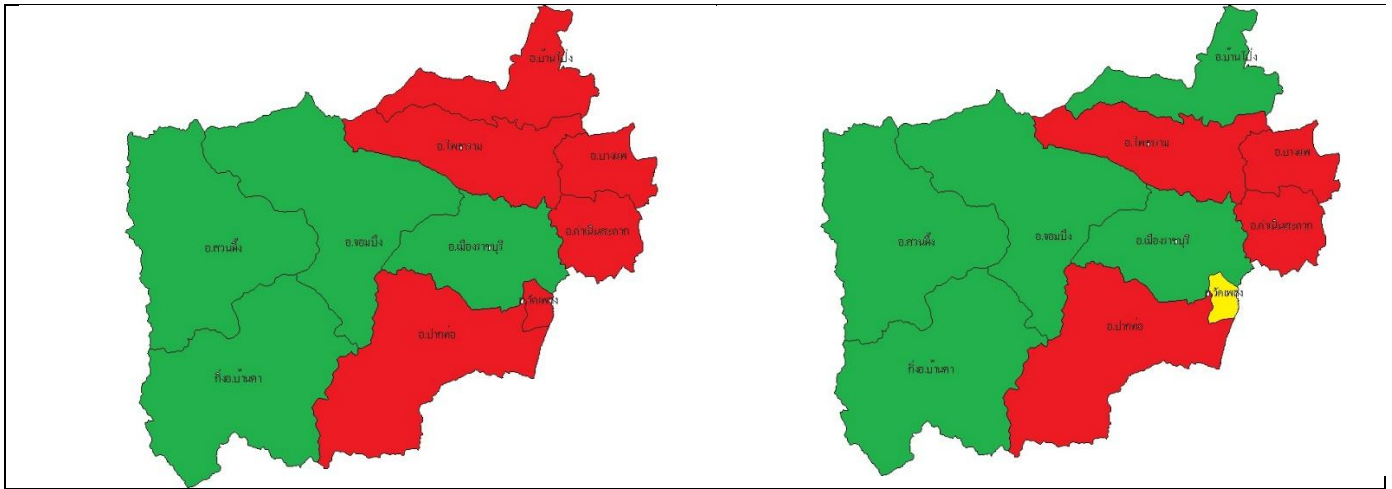 อ.บ้านโป่ง
อ.โพธาราม
อ.บางแพ
อ.ดำเนินสะดวก
อ.เมืองราชบุรี
อ.จอมบึง
อ.สวนผึ้ง
อ.วัดเพลง
อ.ปากท่อ
กิ่งอ.บ้านคา
อ.บ้านโป่ง
อ.โพธาราม
อ.บางแพ
อ.ดำเนินสะดวก
อ.เมืองราชบุรี
อ.จอมบึง
อ.สวนผึ้ง
อ.วัดเพลง
อ.ปากท่อ
กิ่งอ.บ้านคา